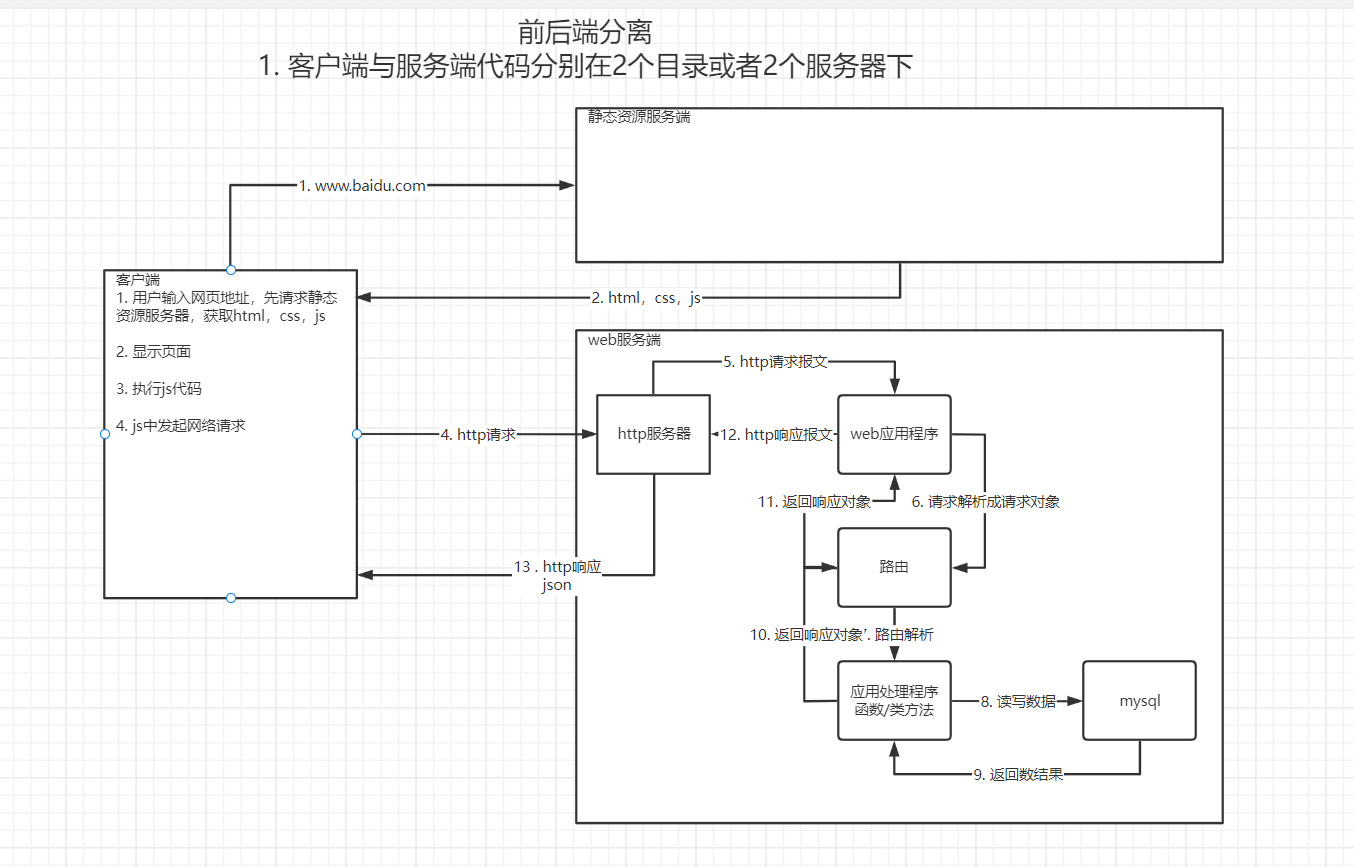 前后端分离
1. 客户端与服务端代码分别在2个目录或者2个服务器下
静态资源服务端
1. www.baidu.com
客户端
1. 用户输入网页地址，先请求静态
资源服务器，获取html，css，js
2. 显示页面
3. 执行js代码
4. js中发起网络请求
2. html，css，js
web服务端
5. http请求报文
4. http请求
http服务器
12. http响应报文
web应用程序
11. 返回响应对象
6. 请求解析成请求对象
13 . http响应
json
路由
10. 返回响应对象
. 路由解析
应用处理程序
函数/类方法
8. 读写数据
mysql
9. 返回数结果